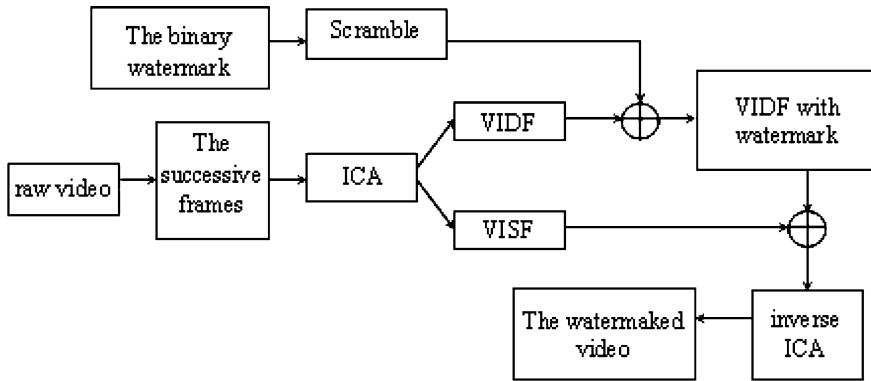 The binary
watermark
Scramble
VIDF
VIDF with
watermark
raw video
The
successive
frames
ICA
VISF
The watermaked
video
inverse
ICA